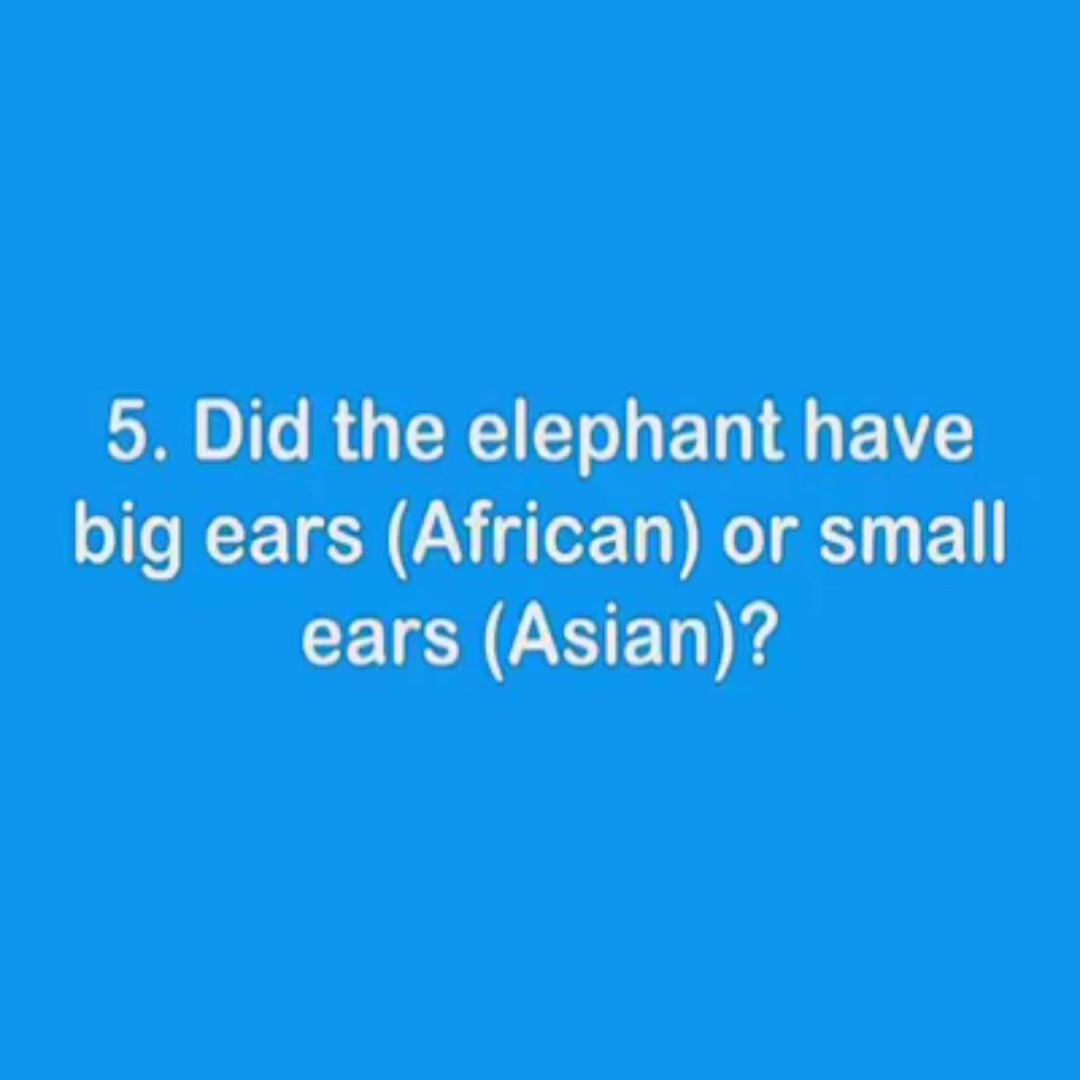 5. Did the elephant have
big ears (African) or small
ears (Asian)?